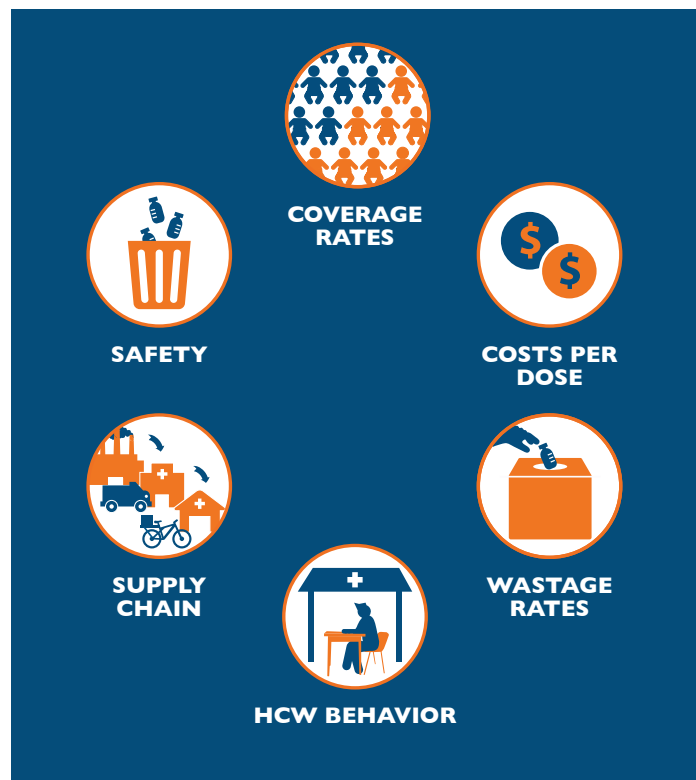 COVERAGE
RATES
SAFETY
COSTS PER
DOSE
SUPPLY
CHAIN
WASTAGE
RATES
HCW BEHAVIOR
$
$